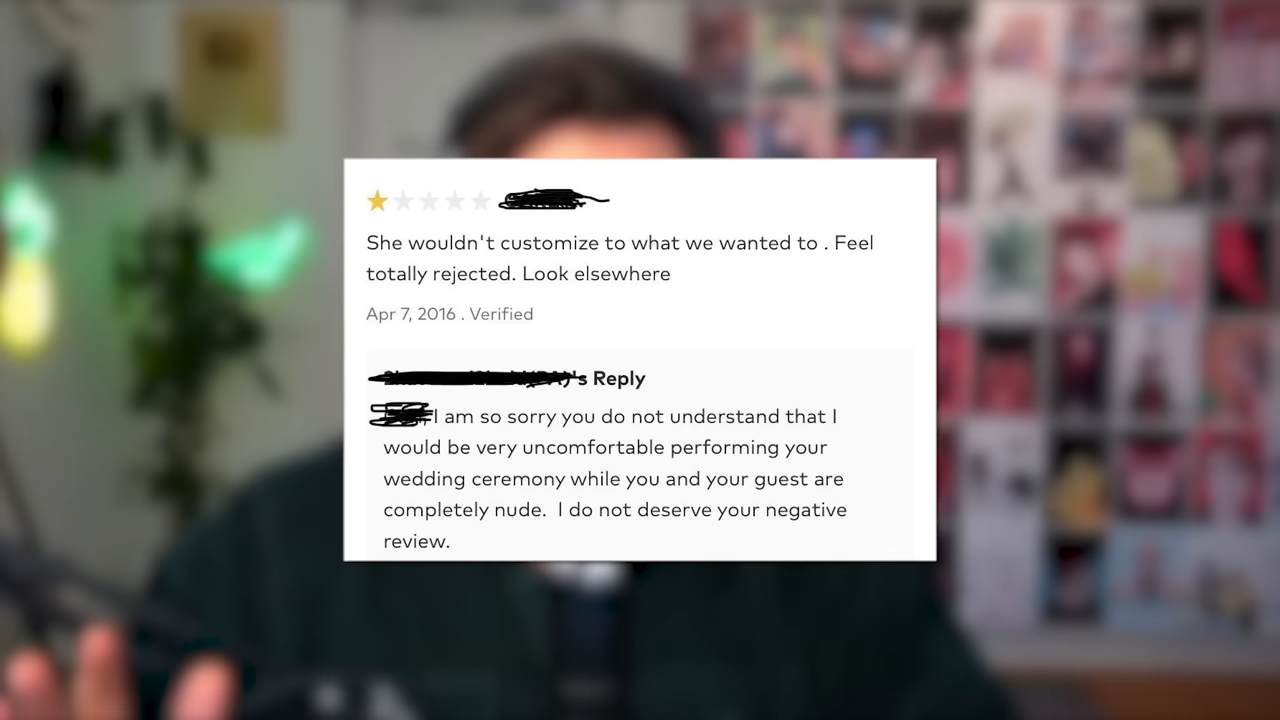 She wouldn't customize to what we wanted to . Feel
totally rejected. Look elsewhere
Apr 7, 2016 . Verified
's Reply
I am so sorry you do not understand that I
would be very uncomfortable performing your
wedding ceremony while you and your guest are
completely nude.  I do not deserve your negative
review.